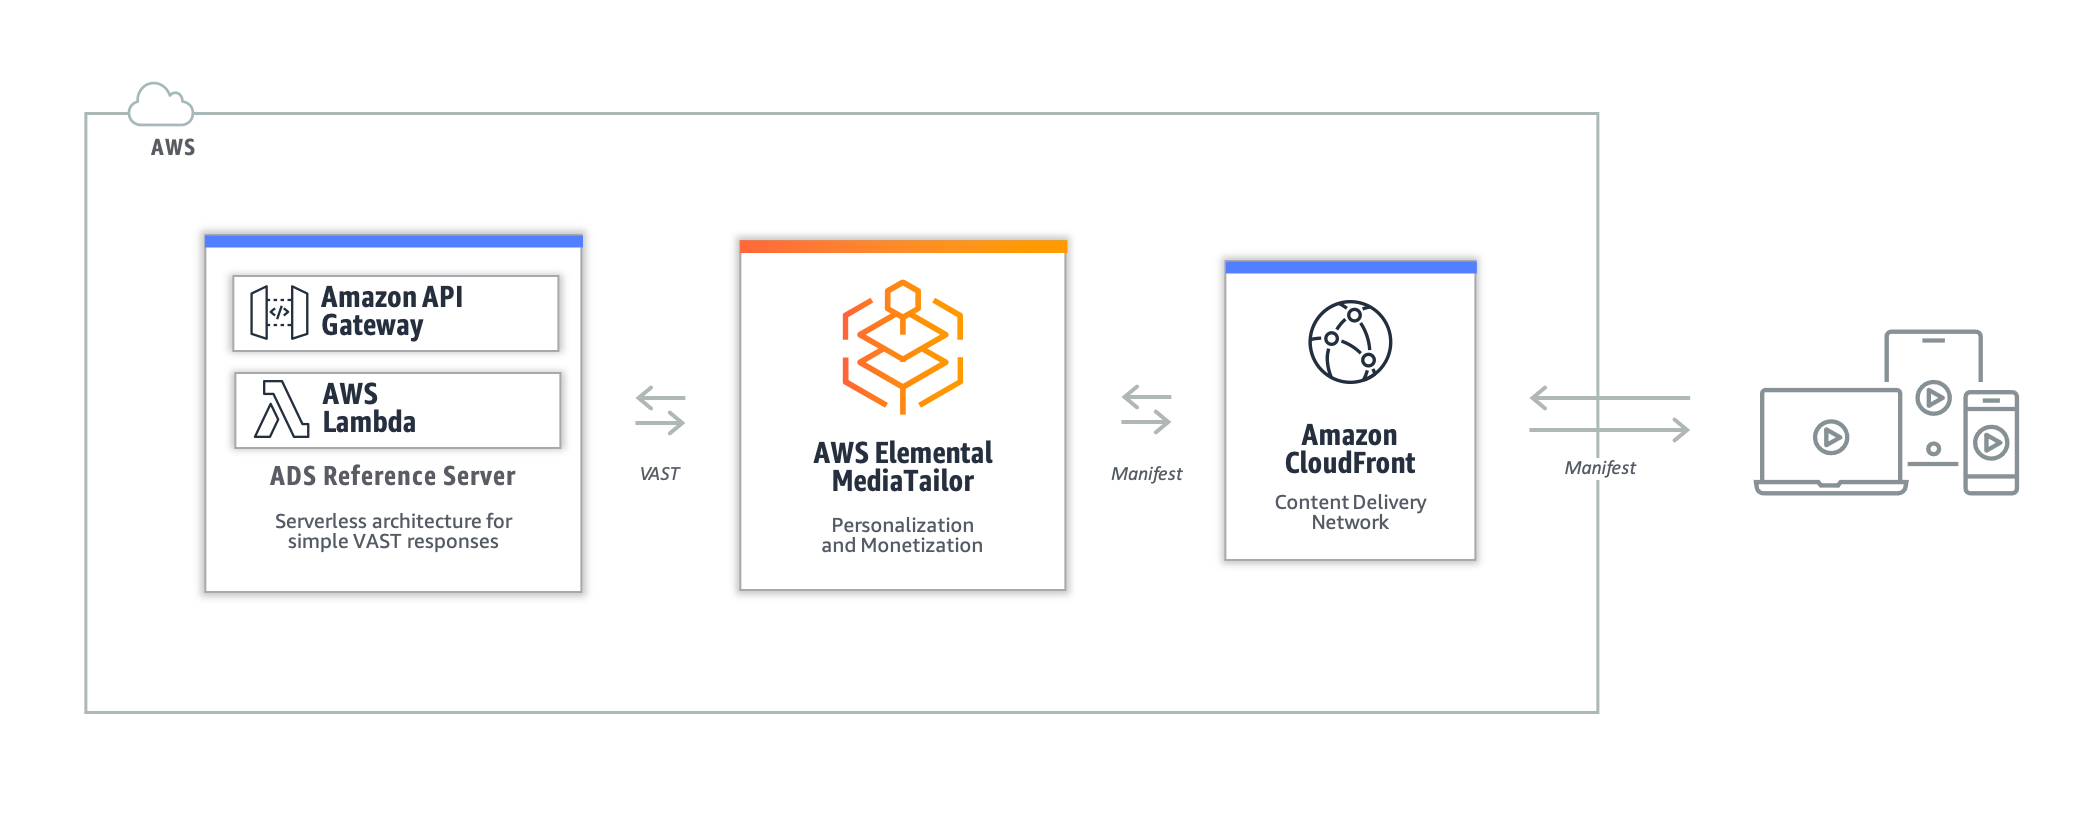 AWS
Amazon API
Gateway
</>
AWS
Lambda
ADS Reference Server
Serverless architecture for
simple VAST responses
VAST
AWS Elemental
MediaTailor
Personalization
and Monetization
Manifest
Amazon
CloudFront
Content Delivery
Network
Manifest